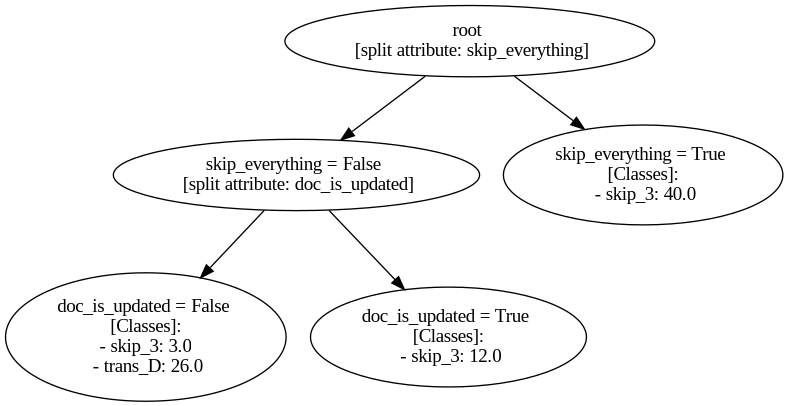 root
[split attribute: skip_everything]
skip_everything = False
[split attribute: doc_is_updated]
skip_everything = True
[Classes]:
- skip_3: 40.0
doc_is_updated = False
[Classes]:
- skip_3: 3.0
- trans_D: 26.0
doc_is_updated = True
[Classes]:
- skip_3: 12.0